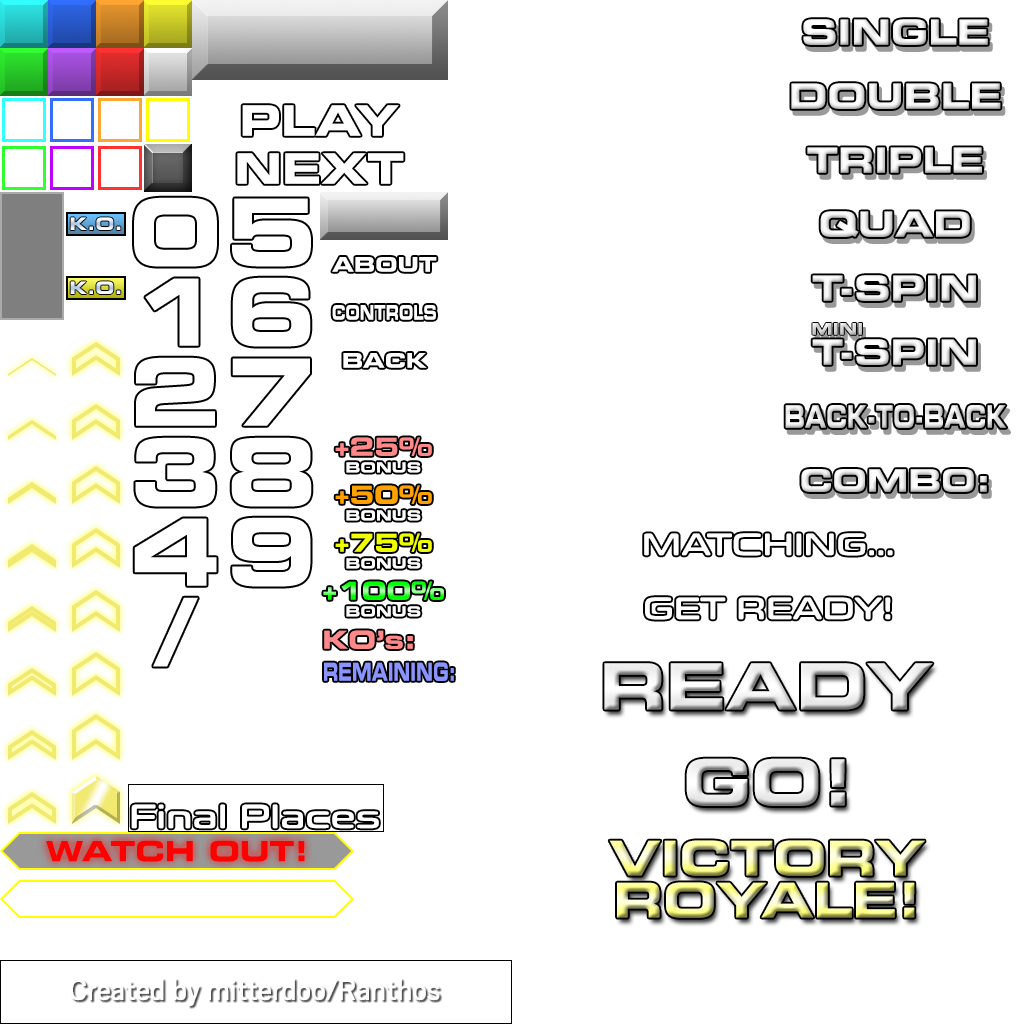 PLAY
NEXT
K.O.
K.O.
0 5
1 6
2 7
3 8
4 9
/
ABOUT
CONTROLS
BACK
+25%
BONUS
+50%
BONUS
+75%
BONUS
+100%
BONUS
KO's:
REMAINING:
Final Places
WATCH OUT!
Created by mitterdoo/Ranthos
SINGLE
DOUBLE
TRIPLE
QUAD
T-SPIN
MINI
T-SPIN
BACK-TO-BACK
COMBO:
MATCHING...
GET READY!
READY
GO!
VICTORY
ROYALE!